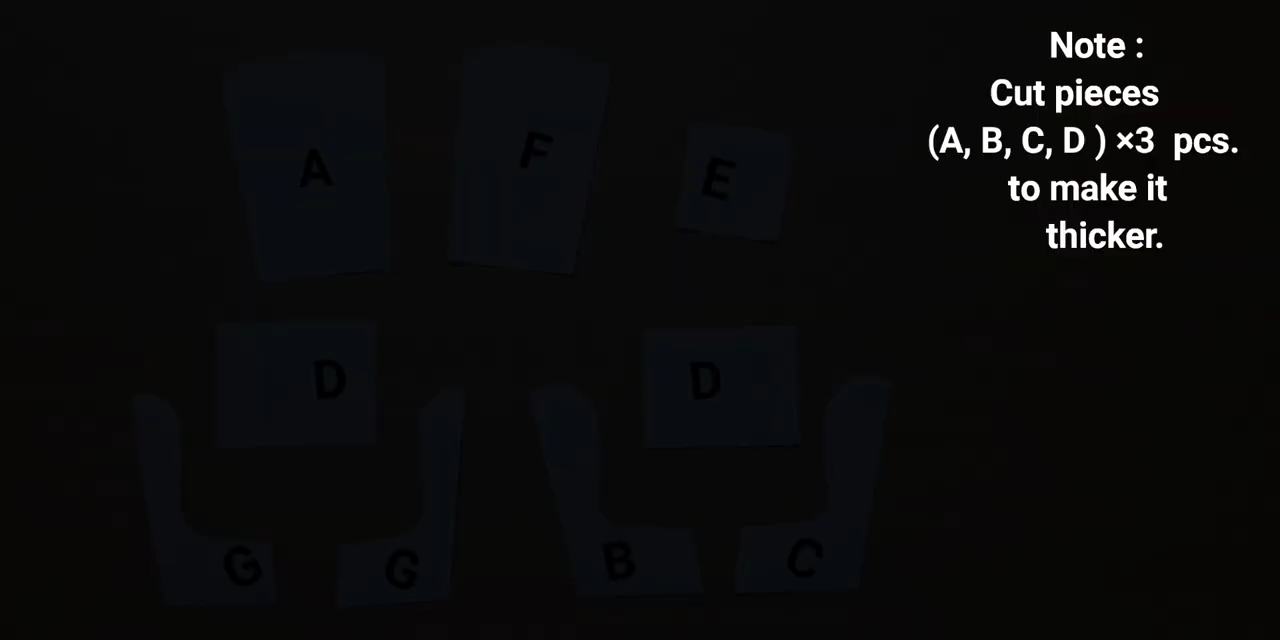 Note :
Cut pieces
(A, B, C, D ) ×3 pcs.
to make it
thicker.
A
F
E
D
D
G
G
B
C